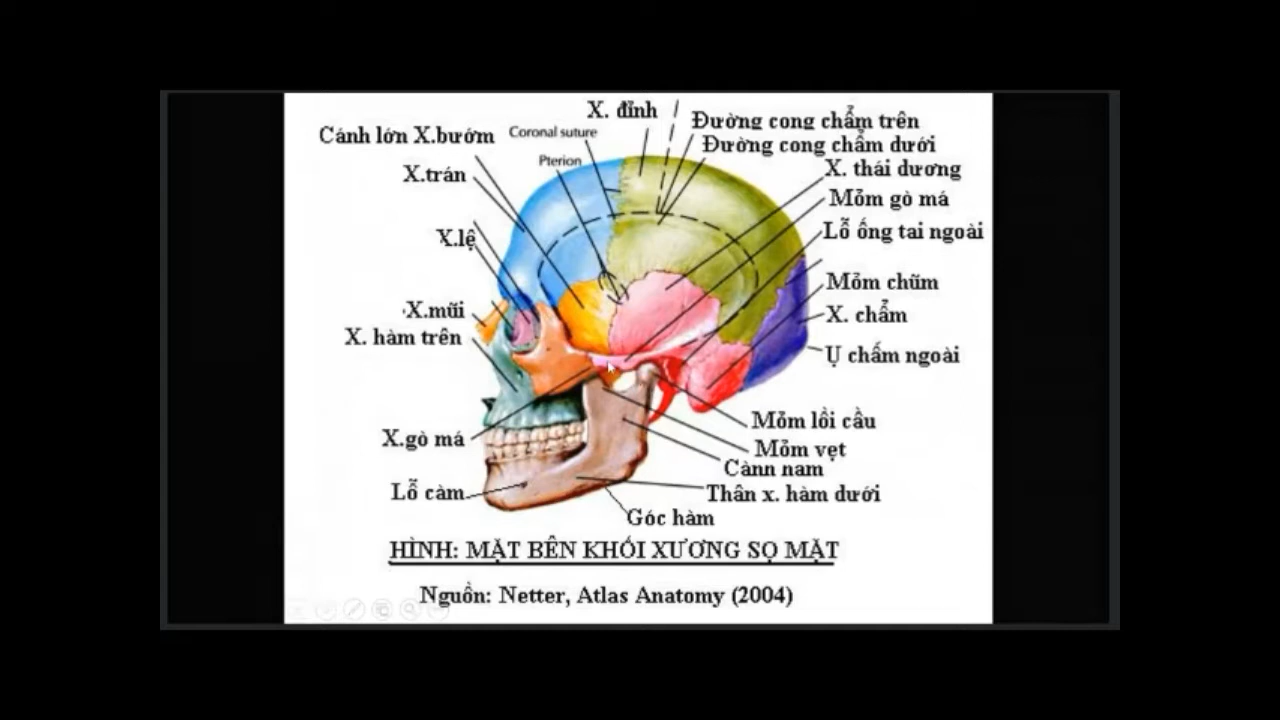 X. đỉnh
Đường cong chẩm trên
Cánh lớn X.bướm
Coronal suture
Đường cong chẩm dưới
Pterion
X.trán
X. thái dương
Mỏm gò má
X.lệ
Lỗ ống tai ngoài
Mỏm chũm
X.mũi
X. chẩm
X. hàm trên
Ụ chấm ngoài
Mỏm lồi cầu
X.gò má
Mỏm vẹt
Cànn nam
Lỗ càm
Thân x. hàm dưới
Góc hàm
HÌNH: MẶT BÊN KHỐI XƯƠNG SỌ MẶT
Nguồn: Netter, Atlas Anatomy (2004)